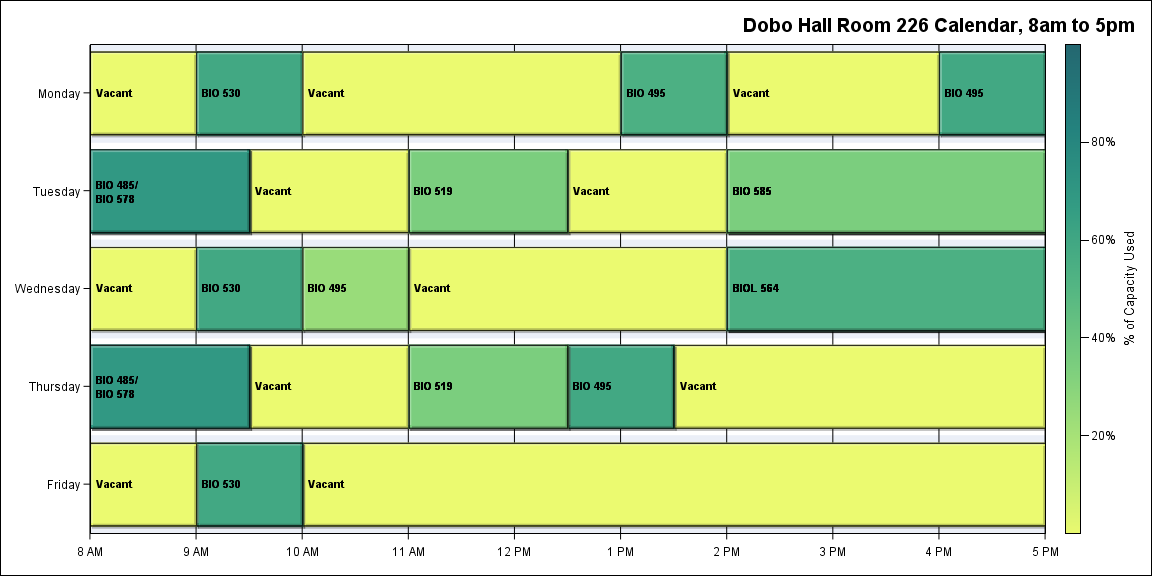 Dobo Hall Room 226 Calendar, 8am to 5pm
Monday
Vacant
BIO 530
Vacant
BIO 495
Vacant
BIO 495
Tuesday
BIO 485/
BIO 578
Vacant
BIO 519
Vacant
BIO 585
Wednesday
Vacant
BIO 530
BIO 495
Vacant
BIOL 564
Thursday
BIO 485/
BIO 578
Vacant
BIO 519
BIO 495
Vacant
Friday
Vacant
BIO 530
Vacant
8 AM
9 AM
10 AM
11 AM
12 PM
1 PM
2 PM
3 PM
4 PM
5 PM
80%
60%
40%
20%
% of Capacity Used